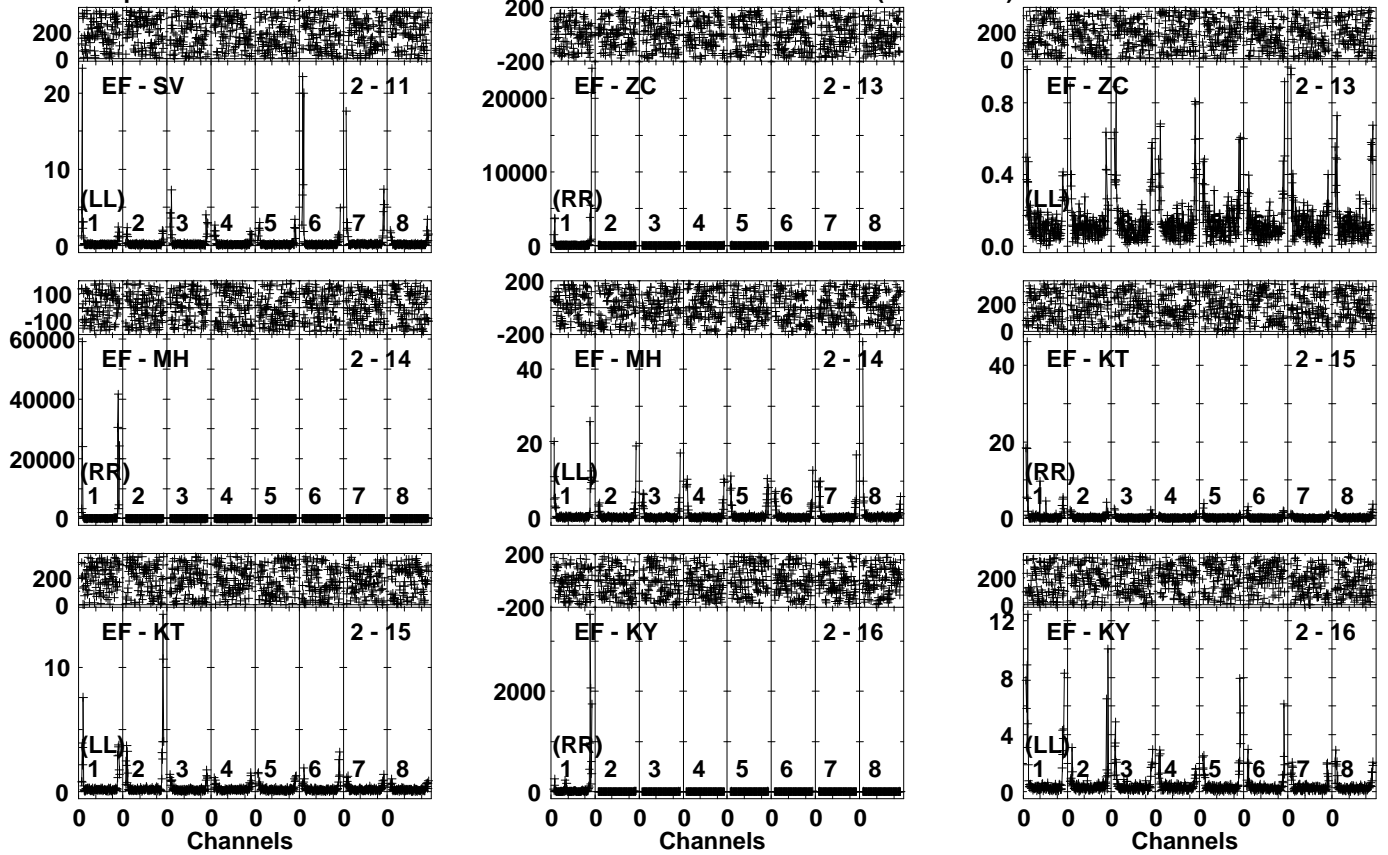 200
0
EF - SV 2 - 11
20
10
(LL)
1 2 3 4 5 6 7 8
0
200
-200
EF - ZC 2 - 13
20000
10000
(RR)
1 2 3 4 5 6 7 8
0
200
0
EF - ZC 2 - 13
0.8
0.4
(LL)
0.0
100
-100
60000
EF - MH 2 - 14
40000
20000
(RR)
1 2 3 4 5 6 7 8
0
200
-200
EF - MH 2 - 14
40
20
(LL)
1 2 3 4 5 6 7 8
0
200
0
EF - KT 2 - 15
40
20
(RR)
1 2 3 4 5 6 7 8
0
200
0
EF - KT 2 - 15
10
(LL)
1 2 3 4 5 6 7 8
0
0 0 0 0 0 0 0
Channels
200
-200
EF - KY 2 - 16
2000
(RR)
1 2 3 4 5 6 7 8
0
0 0 0 0 0 0 0 0
Channels
200
0
12
EF - KY 2 - 16
8
4
(LL)
1 2 3 4 5 6 7 8
0
0 0 0 0 0 0 0 0
Channels